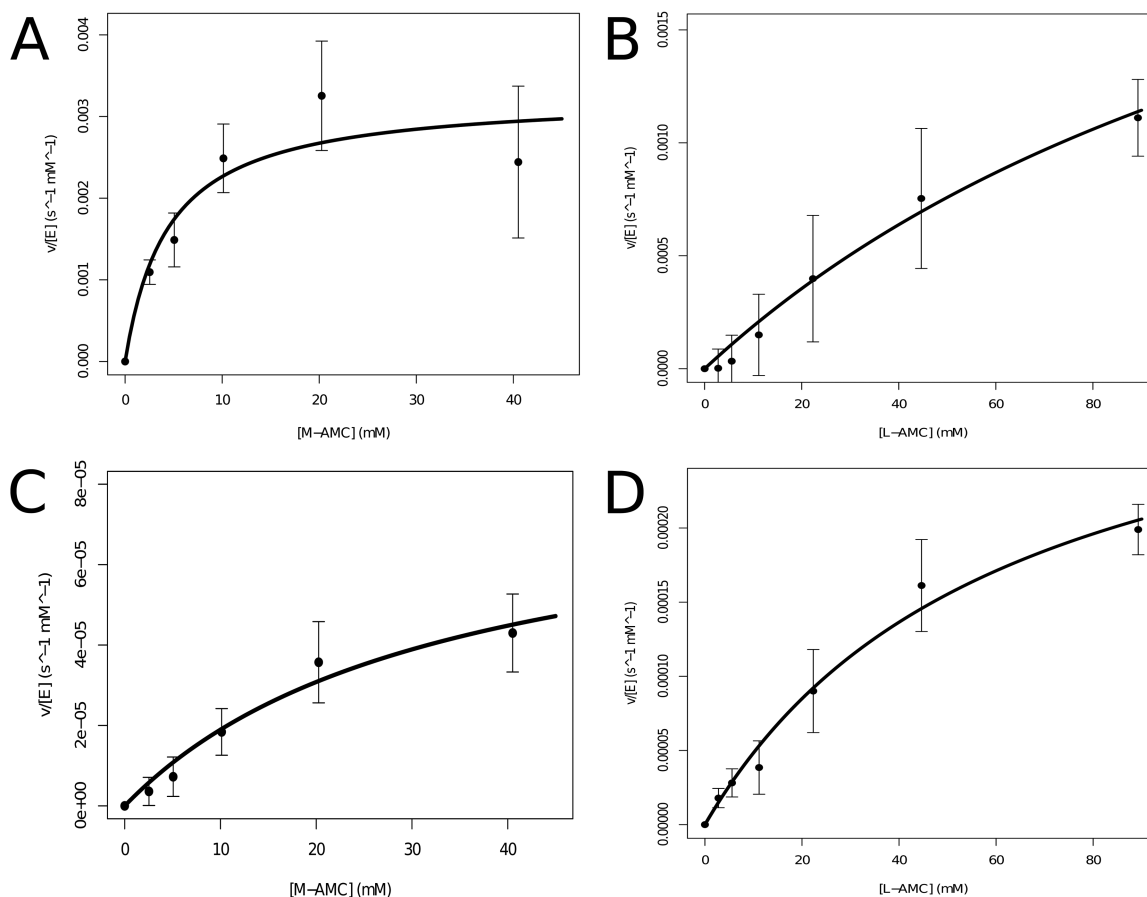 A
v/[E] (s^−1 mM^−1)
0.004
0.003
0.002
0.001
0.000
0 10 20 30 40
[M−AMC] (mM)
B
v/[E] (s^−1 mM^−1)
0.0015
0.0010
0.0005
0.0000
0 20 40 60 80
[L−AMC] (mM)
C
v/[E] (s^−1 mM^−1)
8e−05
6e−05
4e−05
2e−05
0e+00
0 10 20 30 40
[M−AMC] (mM)
D
v/[E] (s^−1 mM^−1)
0.00020
0.00015
0.00010
0.00005
0.00000
0 20 40 60 80
[L−AMC] (mM)